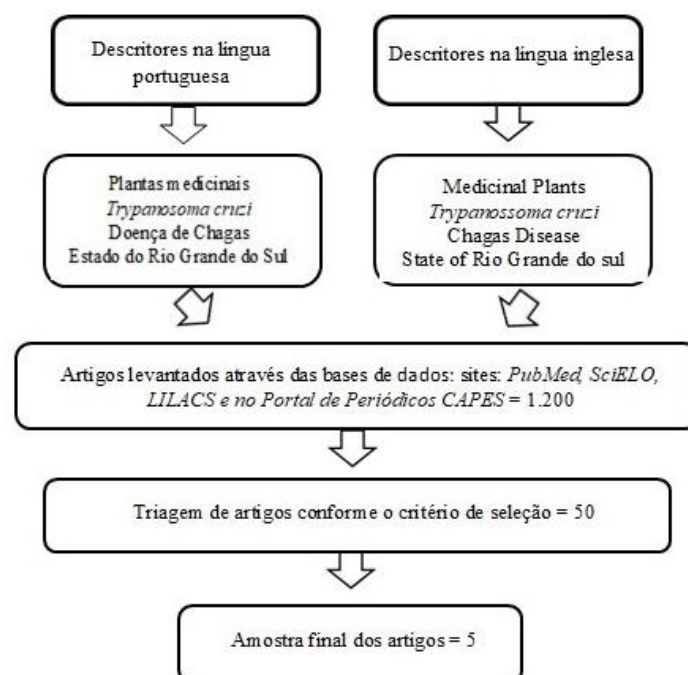 Descritores na língua
portuguesa
Descritores na língua inglesa
Plantas medicinais
Trypanosoma cruzi
Doença de Chagas
Estado do Rio Grande do Sul
Medicinal Plants
Trypanossoma cruzi
Chagas Disease
State of Rio Grande do sul
Artigos levantados através das bases de dados: sites: PubMed, SciELO,
LILACS e no Portal de Periódicos CAPES = 1.200
Triagem de artigos conforme o critério de seleção = 50
Amostra final dos artigos = 5